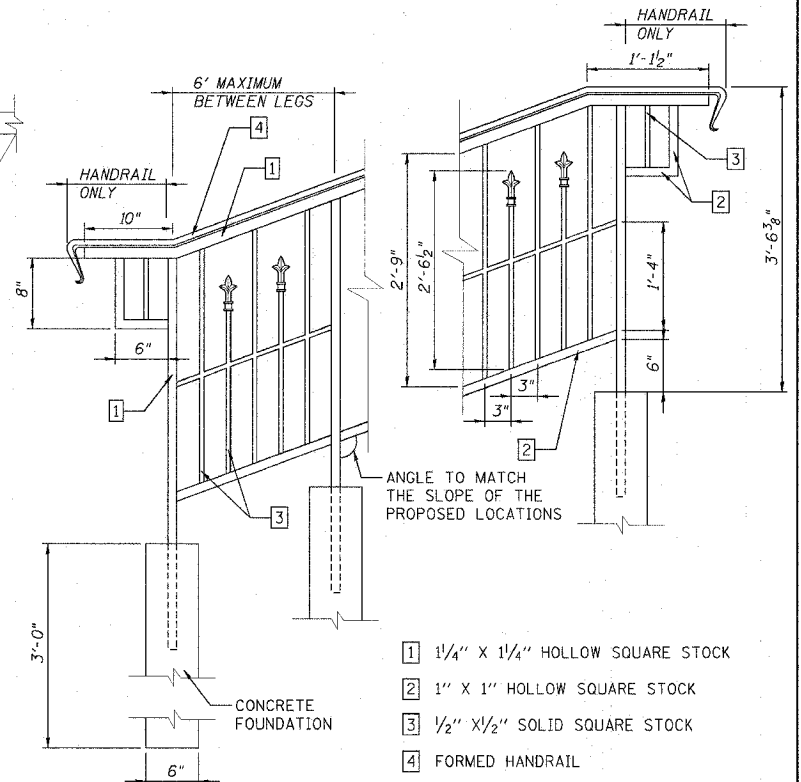 HANDRAIL
ONLY
1'-1½"
6' MAXIMUM
BETWEEN LEGS
4
1
HANDRAIL
ONLY
10"
8"
6"
1
3
2
3'-6⅜"
2'-9"
2'-6½"
1'-4"
6"
3"
3"
2
ANGLE TO MATCH
THE SLOPE OF THE
PROPOSED LOCATIONS
3
3'-0"
CONCRETE
FOUNDATION
6"
1 1¼" X 1¼" HOLLOW SQUARE STOCK
2 1" X 1" HOLLOW SQUARE STOCK
3 ½" X½" SOLID SQUARE STOCK
4 FORMED HANDRAIL